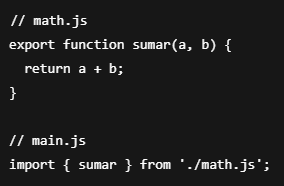 // math.js
export function sumar(a, b) {
  return a + b;
}

// main.js
import { sumar } from './math.js';